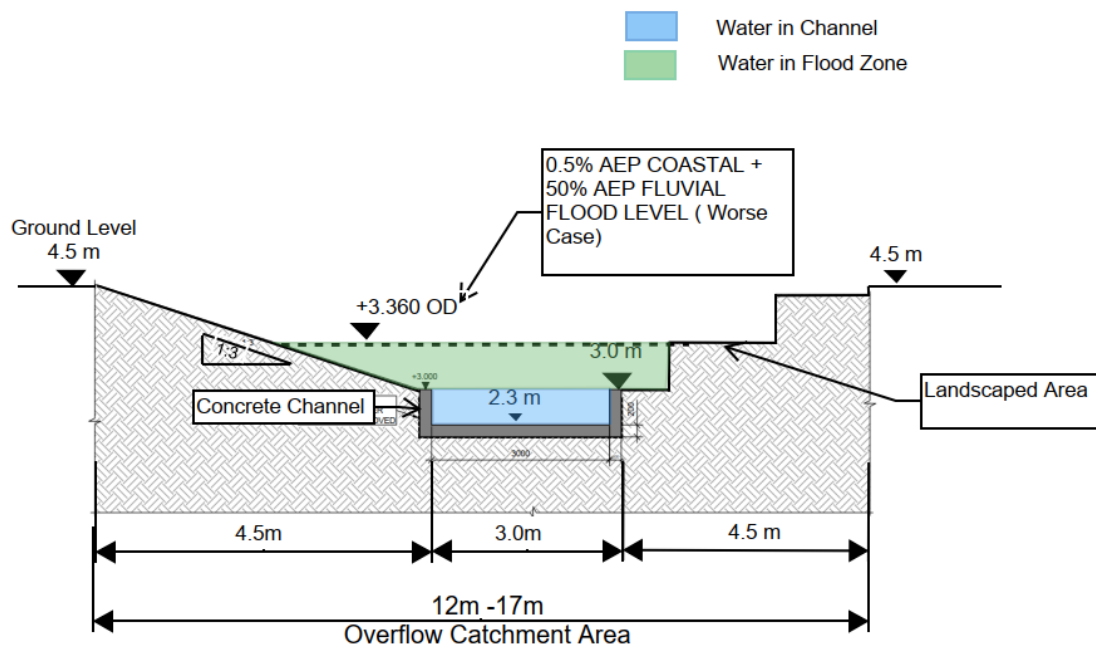 Water in Channel
Water in Flood Zone
0.5% AEP COASTAL +
50% AEP FLUVIAL
FLOOD LEVEL ( Worse
Case)
Ground Level
4.5 m
4.5 m
+3.360 OD
1:3
3.0 m
+3.000
Concrete Channel
2.3 m
Landscaped Area
200
3000
4.5m
3.0m
4.5 m
12m -17m
Overflow Catchment Area